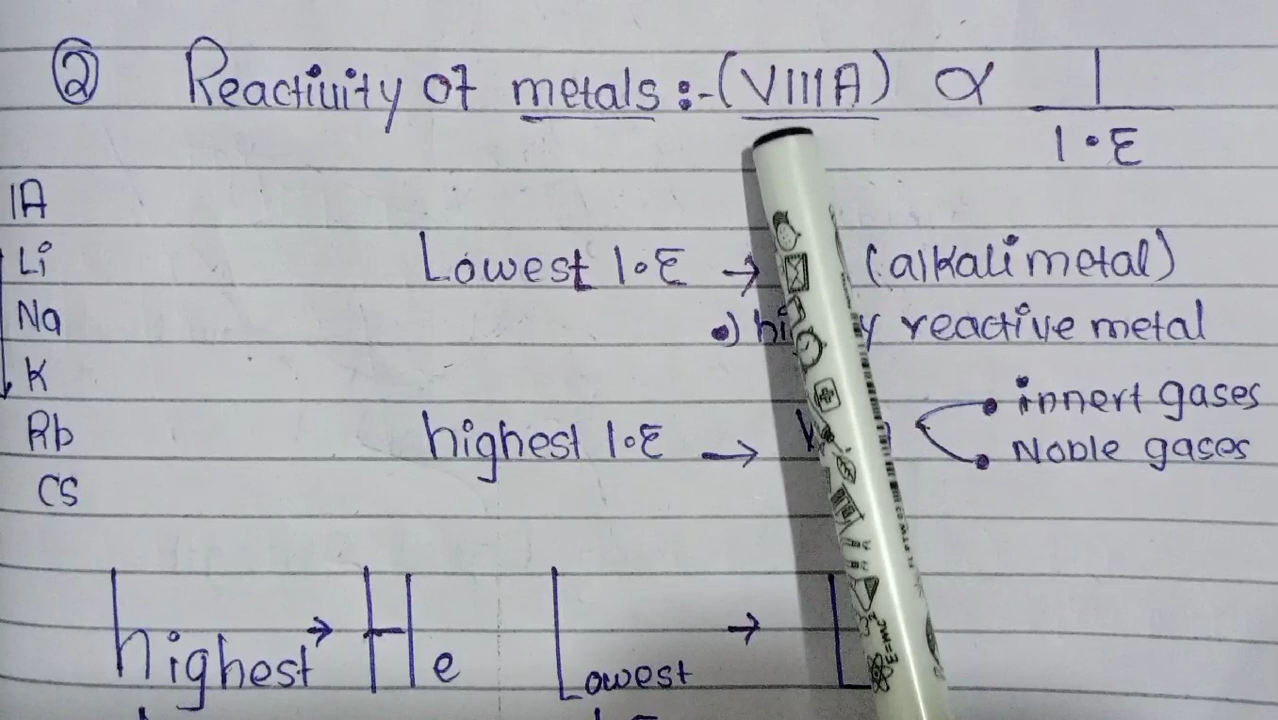 ② Reactivity of metals :- (VIIIA) ∝ 1 / I.E
IA
Li
Na
K
Rb
Cs
Lowest I.E → (alkali metal)
reactive metal
highest I.E →
• innert gases
• Noble gases
highest → He Lowest →
E=mc²